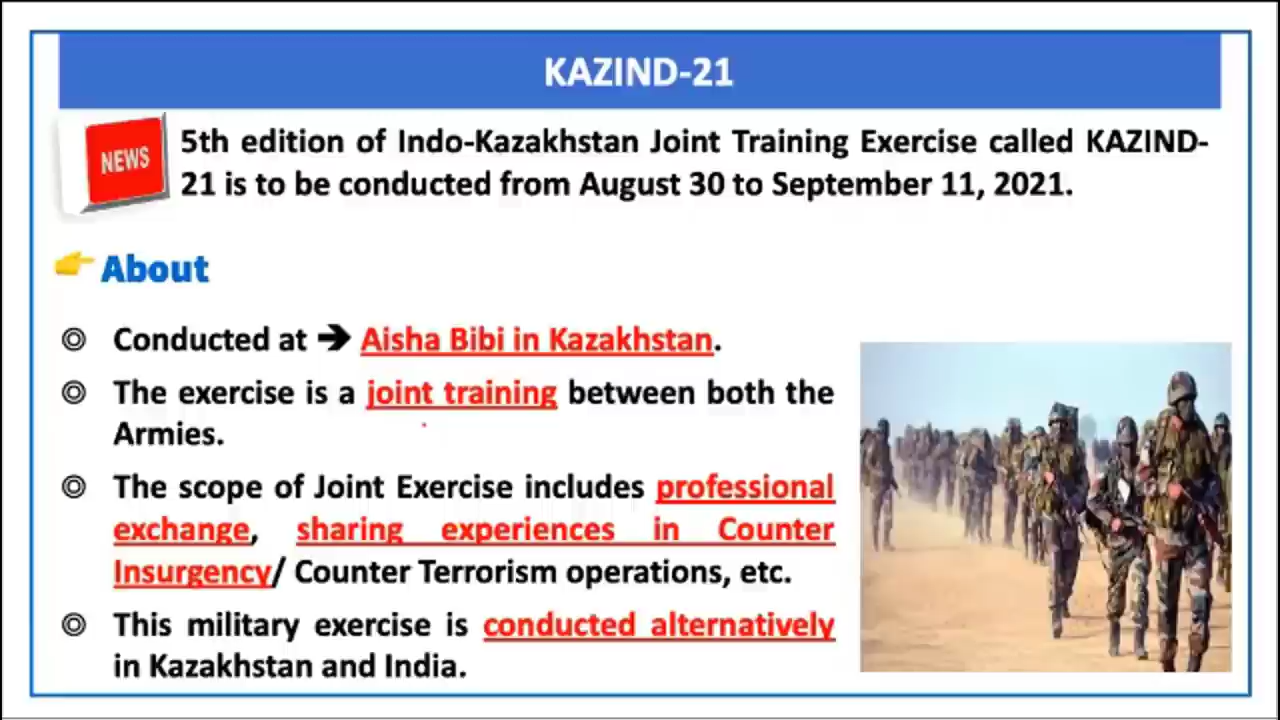 KAZIND-21
NEWS
5th edition of Indo-Kazakhstan Joint Training Exercise called KAZIND-
21 is to be conducted from August 30 to September 11, 2021.
About
Conducted at ➔ Aisha Bibi in Kazakhstan.
The exercise is a joint training between both the
Armies.
The scope of Joint Exercise includes professional
exchange, sharing experiences in Counter
Insurgency/ Counter Terrorism operations, etc.
This military exercise is conducted alternatively
in Kazakhstan and India.